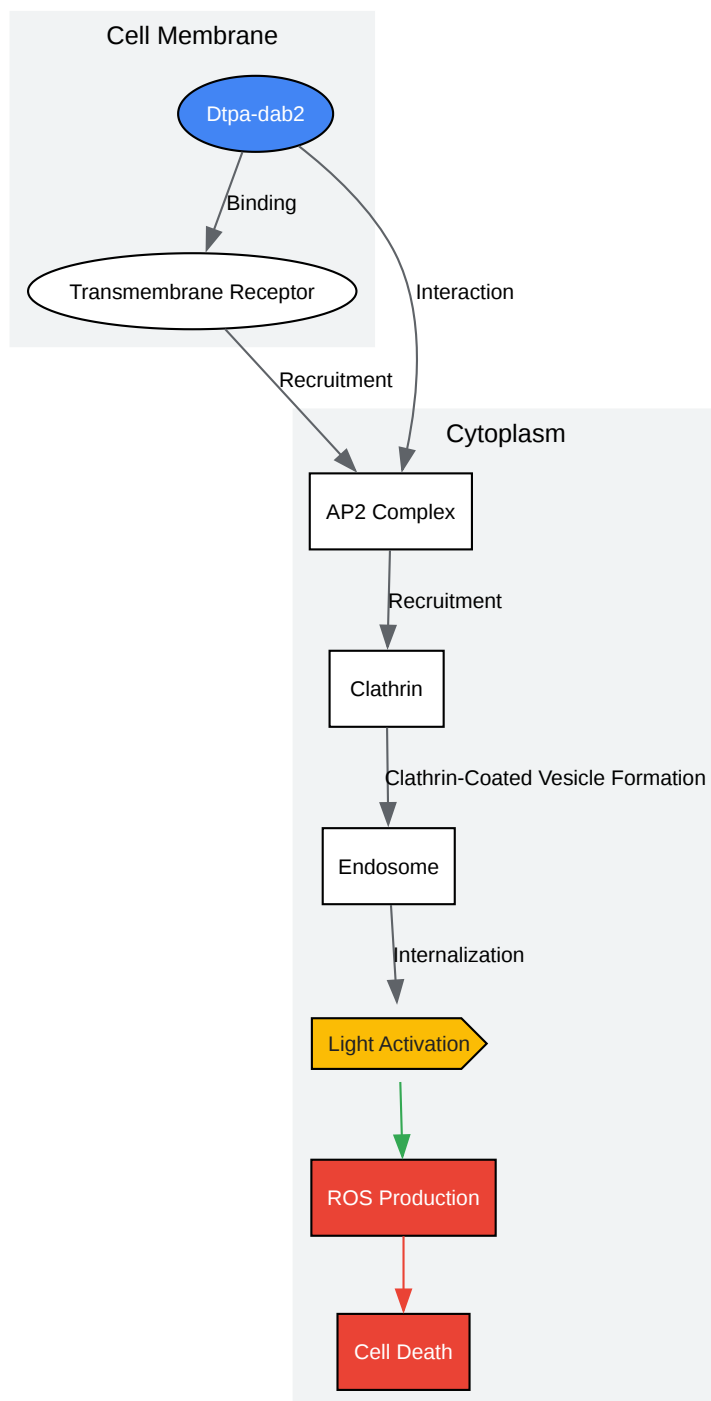 Cell Membrane
Dtpa-dab2
Binding
Transmembrane Receptor
Interaction
Recruitment
Cytoplasm
AP2 Complex
Recruitment
Clathrin
Clathrin-Coated Vesicle Formation
Endosome
Internalization
Light Activation
ROS Production
Cell Death